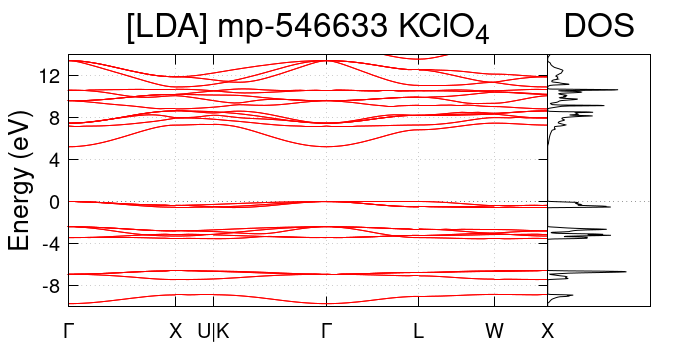 [LDA] mp-546633 KClO₄ DOS
Energy (eV)
12
8
4
0
-4
-8
Γ X U|K Γ L W X